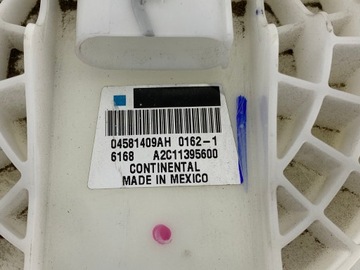 04581409AH 0162-1
6168 A2C11395600
CONTINENTAL
MADE IN MEXICO